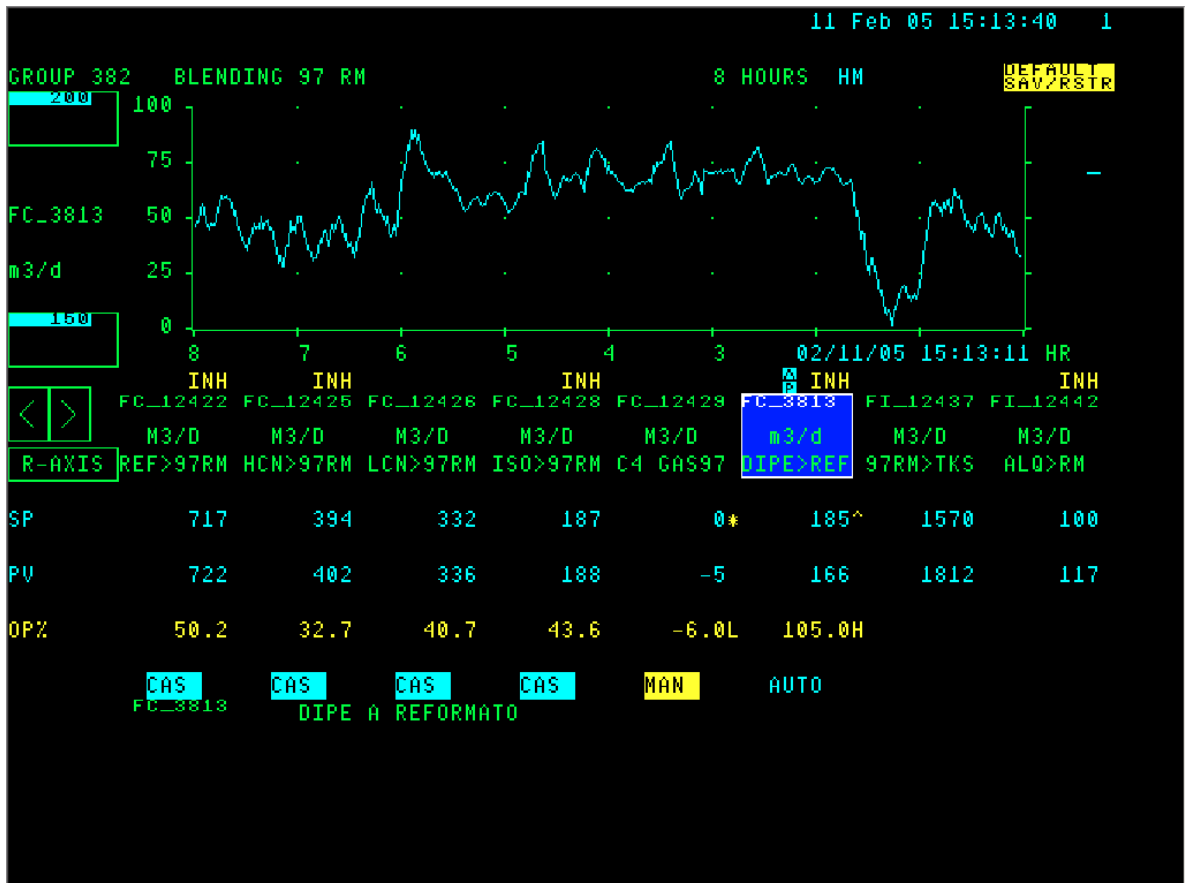 11 Feb 05 15:13:40 1
GROUP 382 BLENDING 97 RM 8 HOURS HM DEFAULT
SAV/RSTR
200
100
75
FC_3813 50
m3/d 25
150
0
8 7 6 5 4 3 02/11/05 15:13:11 HR
INH INH INH A P INH INH
FC_12422 FC_12425 FC_12426 FC_12428 FC_12429 FC_3813 FI_12437 FI_12442
< > M3/D M3/D M3/D M3/D M3/D m3/d M3/D M3/D
R-AXIS REF>97RM HCN>97RM LCN>97RM ISO>97RM C4 GAS97 DIPE>REF 97RM>TKS ALQ>RM
SP 717 394 332 187 0* 185^ 1570 100
PV 722 402 336 188 -5 166 1812 117
OP% 50.2 32.7 40.7 43.6 -6.0L 105.0H
CAS CAS CAS CAS MAN AUTO
FC_3813 DIPE A REFORMATO